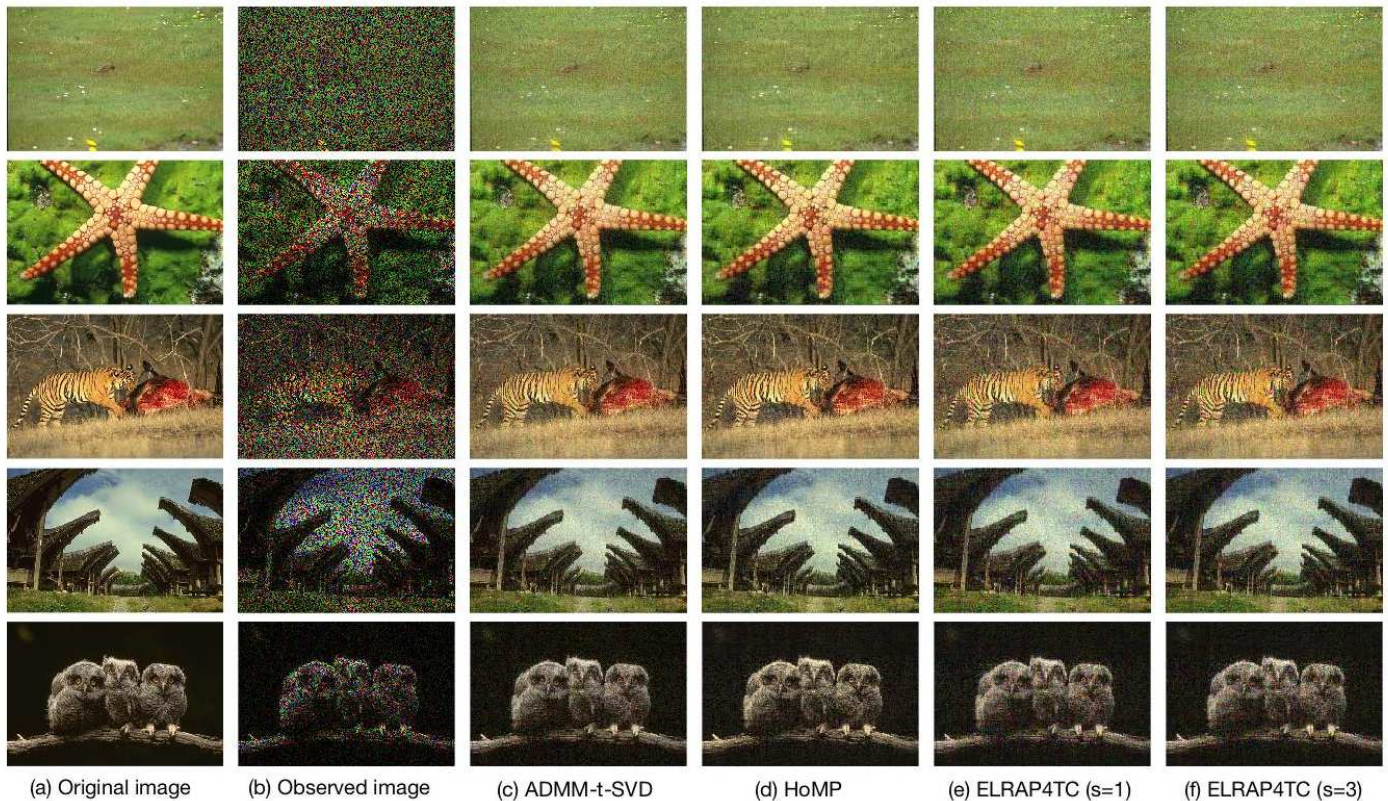 (a) Original image (b) Observed image (c) ADMM-t-SVD (d) HoMP (e) ELRAP4TC (s=1) (f) ELRAP4TC (s=3)